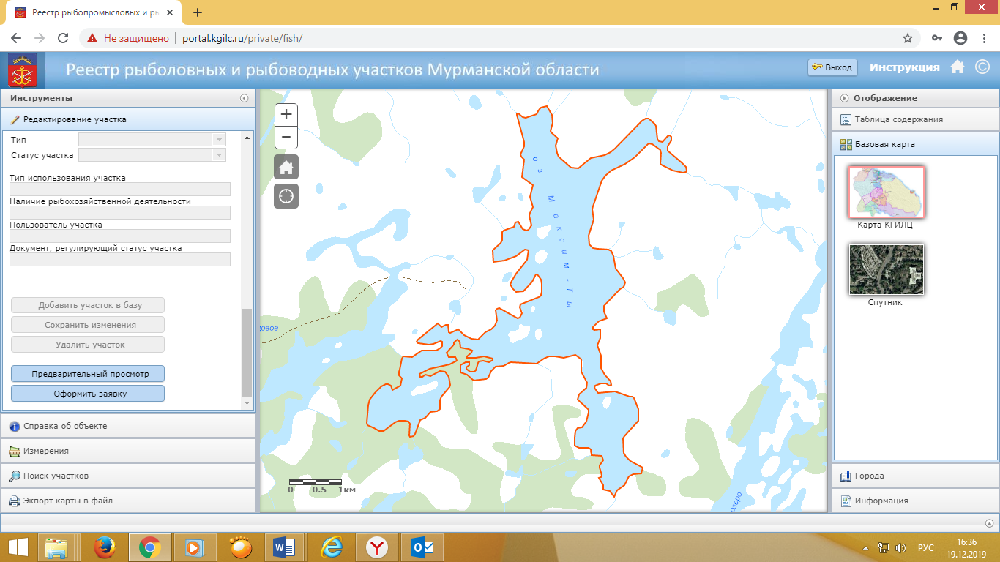 Реестр рыбопромысловых и ры
Не защищено
portal.kgilc.ru/private/fish/
Реестр рыболовных и рыбоводных участков Мурманской области
Выход
Инструкция
Инструменты
Редактирование участка
Тип
Статус участка
Тип использования участка
Наличие рыбохозяйственной деятельности
Пользователь участка
Документ, регулирующий статус участка
Добавить участок в базу
Сохранить изменения
Удалить участок
Предварительный просмотр
Оформить заявку
Справка об объекте
Измерения
Поиск участков
Экспорт карты в файл
+
−
оз. Максим-ты
довое
озеро
0 0.5 1км
Отображение
Таблица содержания
Базовая карта
Карта КГИЛЦ
Спутник
Города
Информация
РУС
16:36
19.12.2019